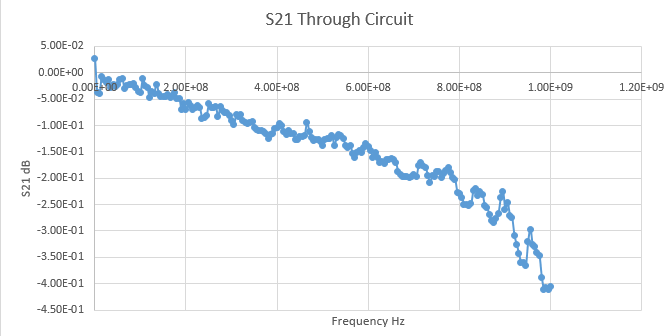 S21 Through Circuit
5.00E-02
0.00E+00
0.00E+00 2.00E+08 4.00E+08 6.00E+08 8.00E+08 1.00E+09 1.20E+09
-5.00E-02
-1.00E-01
-1.50E-01
-2.00E-01
-2.50E-01
-3.00E-01
-3.50E-01
-4.00E-01
-4.50E-01
S21 dB
Frequency Hz